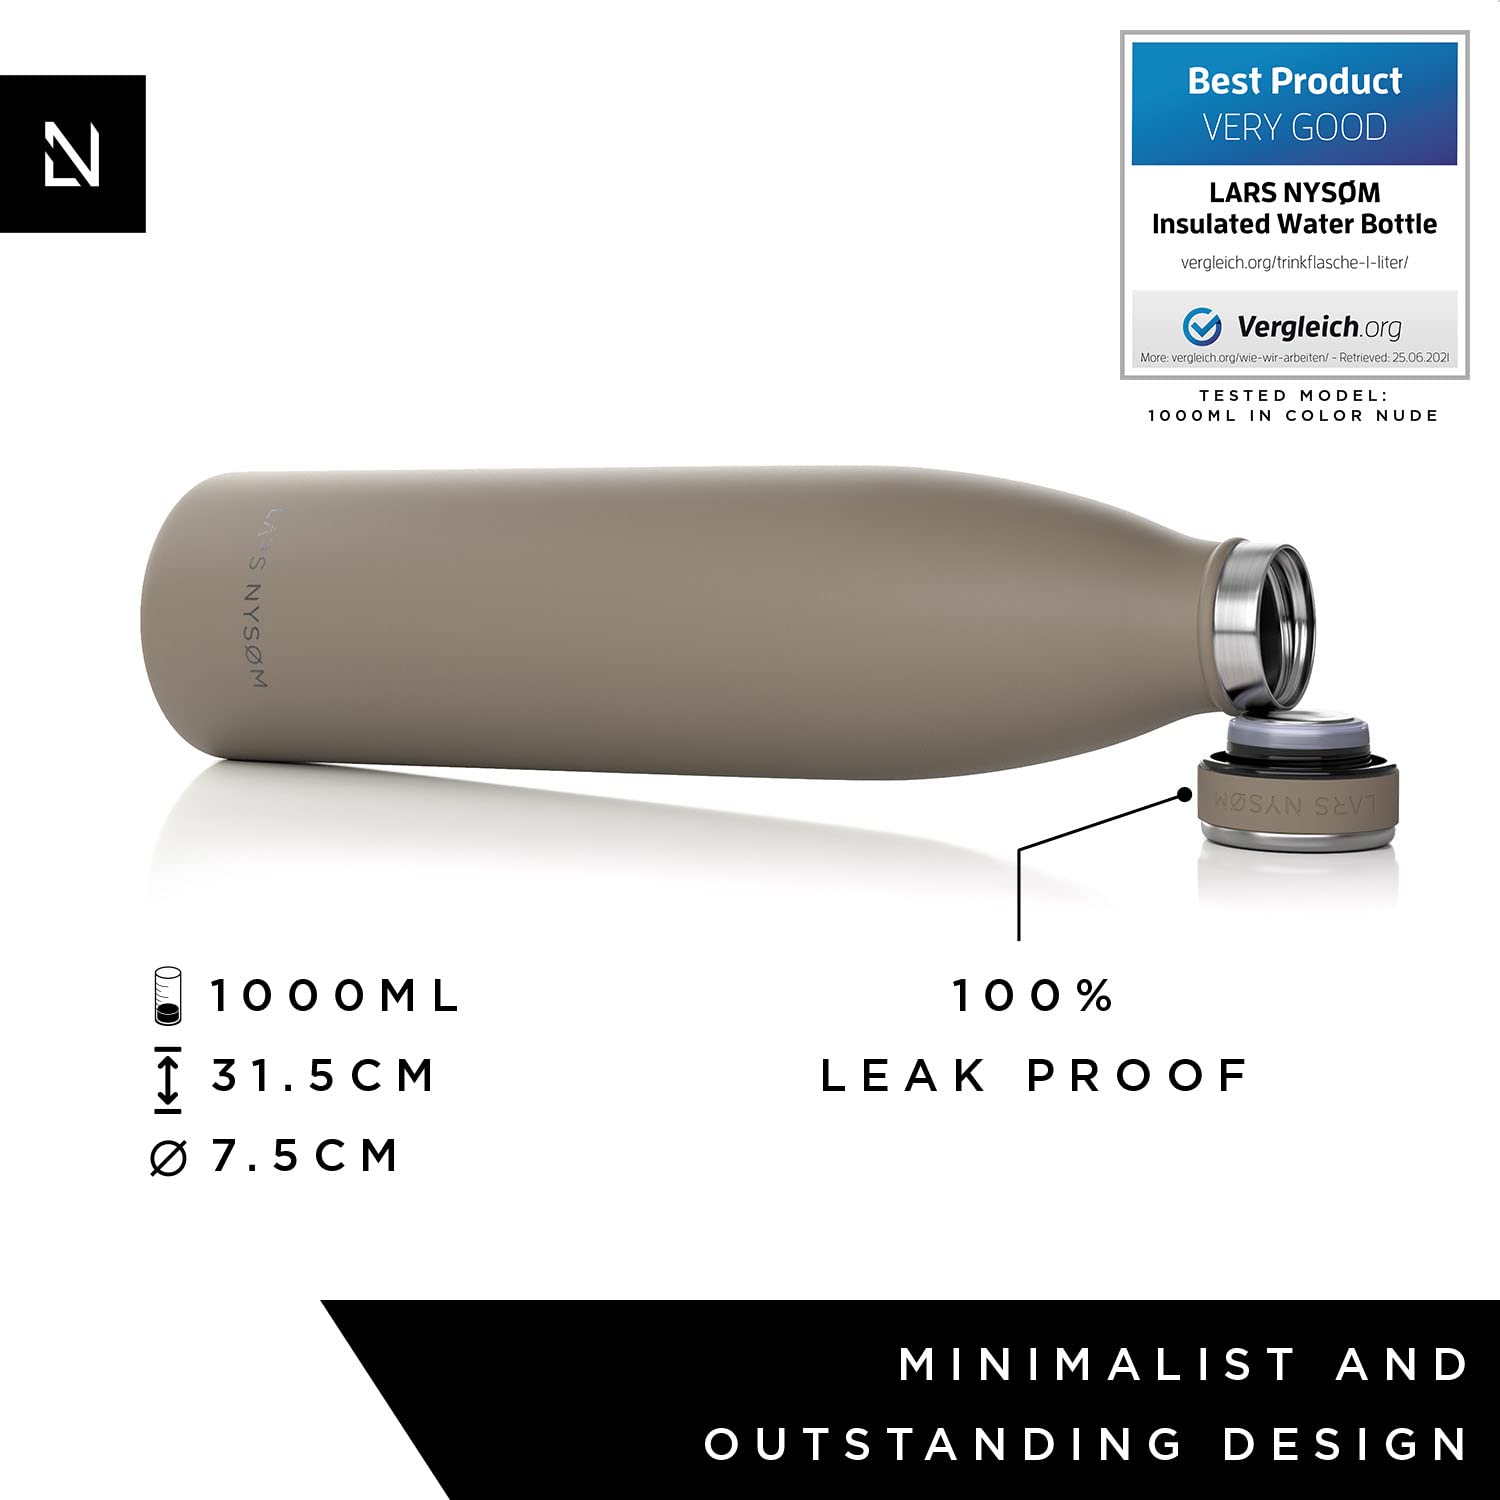 Best Product
VERY GOOD
LARS NYSØM
Insulated Water Bottle
vergleich.org/trinkflasche-1-liter/
Vergleich.org
More: vergleich.org/wie-wir-arbeiten/ - Retrieved: 25.06.2021
TESTED MODEL:
1000ML IN COLOR NUDE
LARS NYSØM
LARS NYSØM
1000ML
31.5CM
Ø 7.5CM
100%
LEAK PROOF
MINIMALIST AND
OUTSTANDING DESIGN